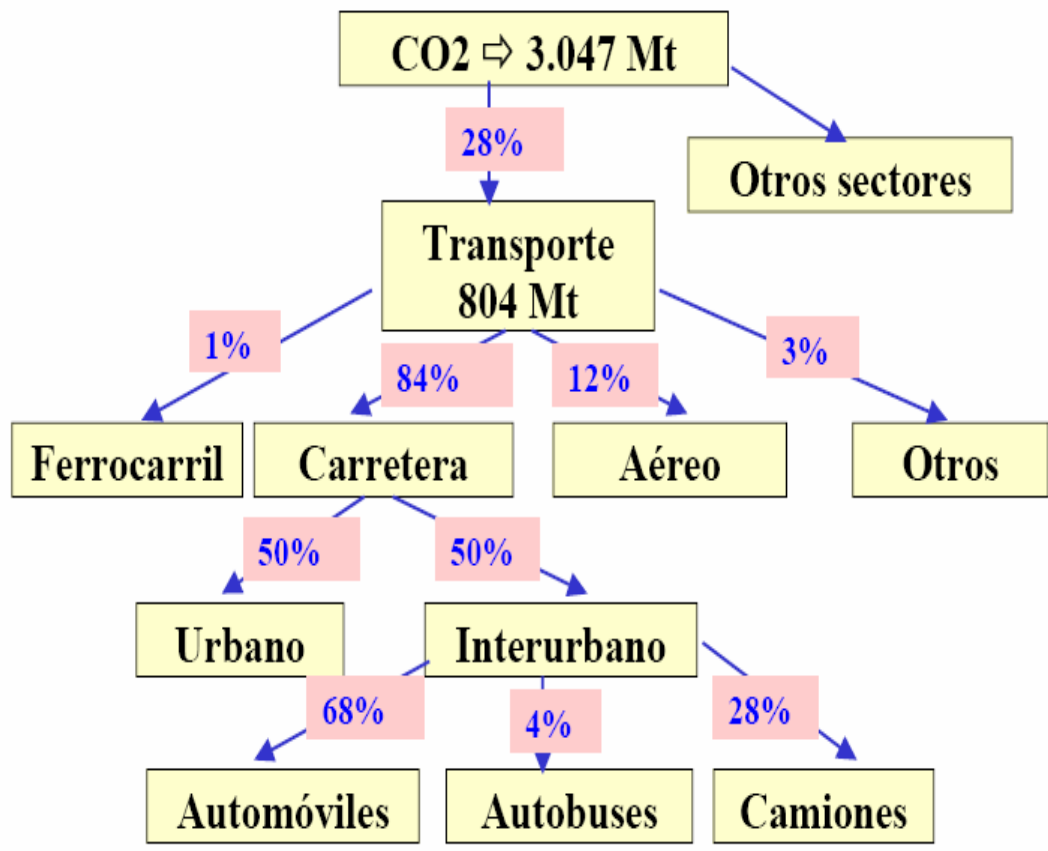 CO2 ⇨ 3.047 Mt
28%
Otros sectores
Transporte
804 Mt
1%
84%
12%
3%
Ferrocarril
Carretera
Aéreo
Otros
50%
50%
Urbano
Interurbano
68%
4%
28%
Automóviles
Autobuses
Camiones